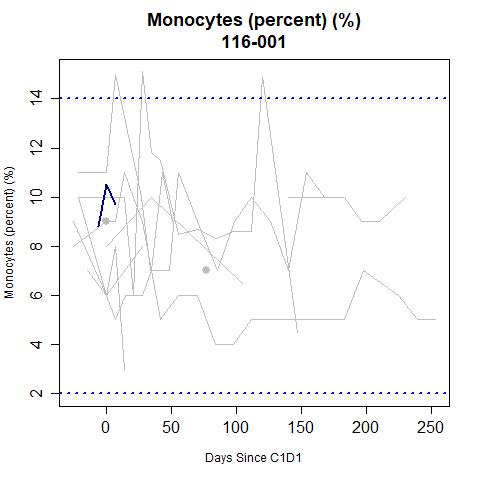 Monocytes (percent) (%)
116-001
Monocytes (percent) (%)
14
12
10
8
6
4
2
0 50 100 150 200 250
Days Since C1D1